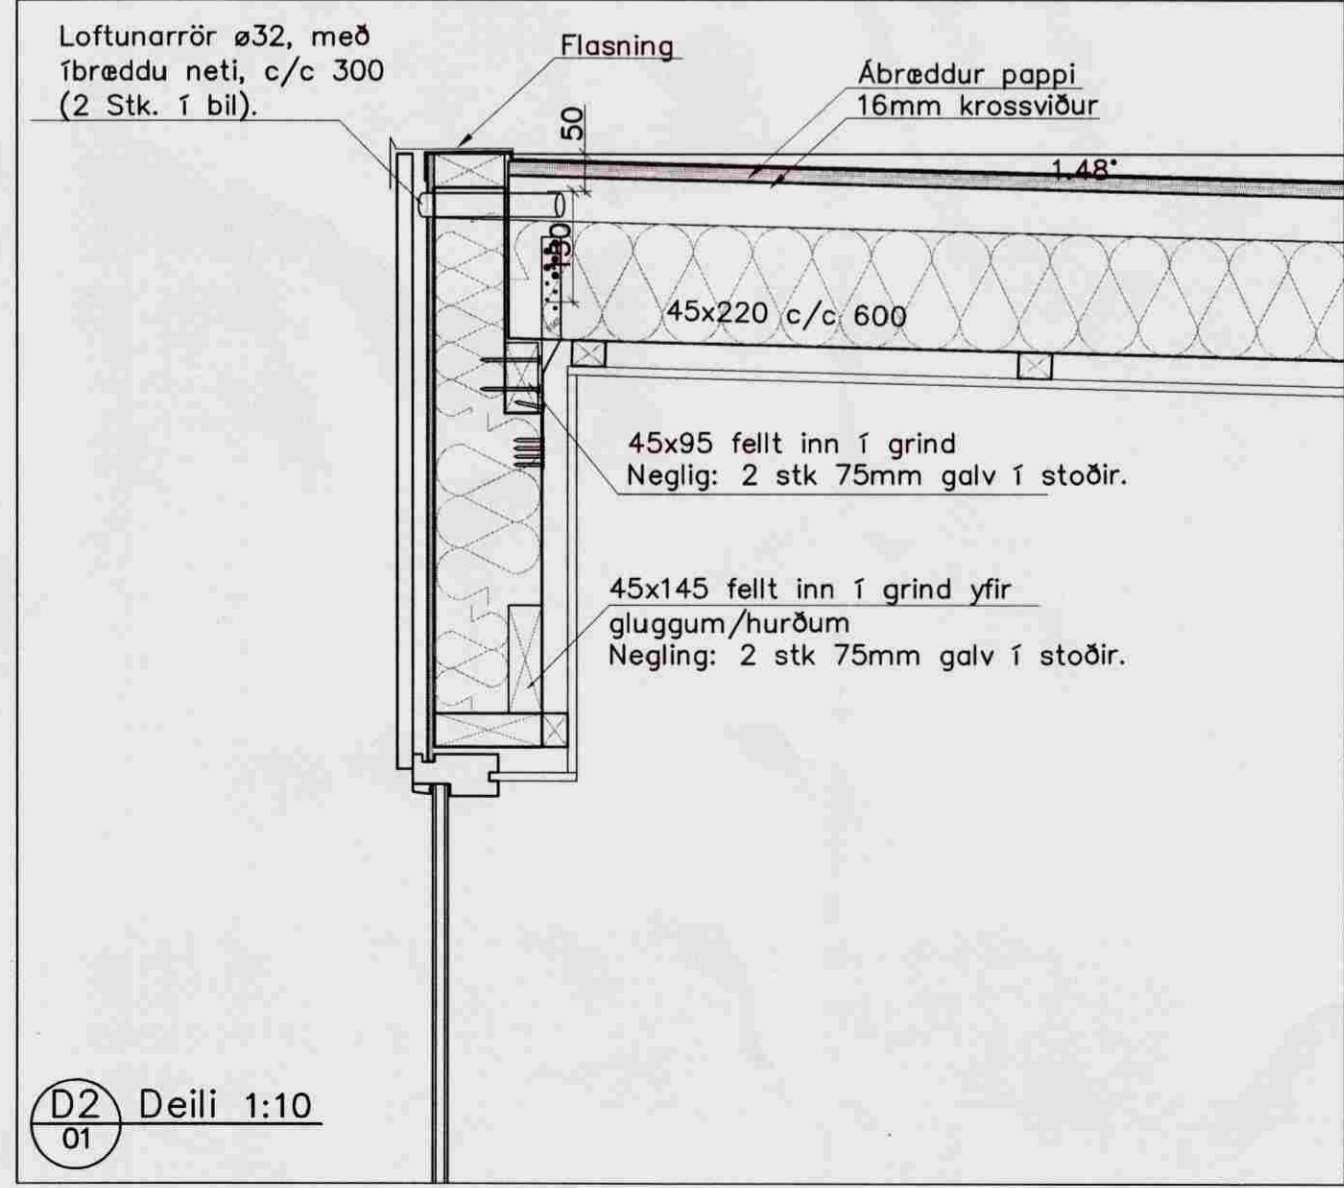 Loftunarrör ø32, með
íbræddu neti, c/c 300
(2 Stk. í bil).
Flasning
Ábræddur pappi
16mm krossviður
50
1.48°
130
45x220 c/c 600
45x95 fellt inn í grind
Neglig: 2 stk 75mm galv í stoðir.
45x145 fellt inn í grind yfir
gluggum/hurðum
Negling: 2 stk 75mm galv í stoðir.
D2
01
Deili 1:10